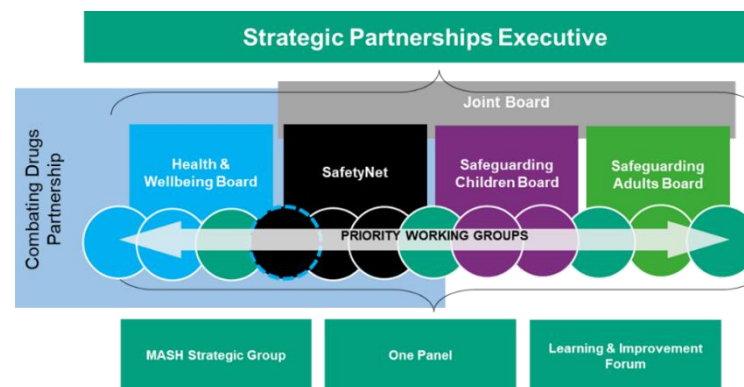 Strategic Partnerships Executive
Joint Board
Combating Drugs
Partnership
Health &
Wellbeing Board
SafetyNet
Safeguarding
Children Board
Safeguarding
Adults Board
PRIORITY WORKING GROUPS
MASH Strategic Group
One Panel
Learning & Improvement
Forum